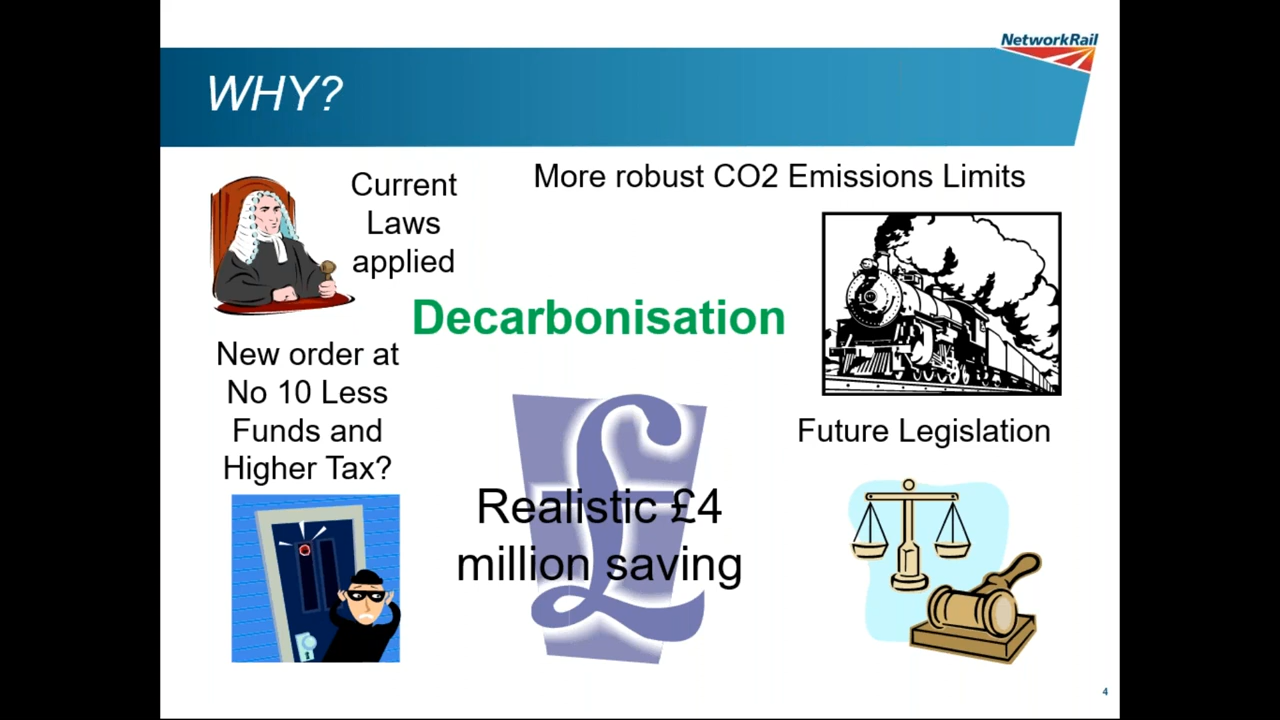 NetworkRail
WHY?
Current
Laws
applied
More robust CO2 Emissions Limits
Decarbonisation
New order at
No 10 Less
Funds and
Higher Tax?
Realistic £4
million saving
Future Legislation
4